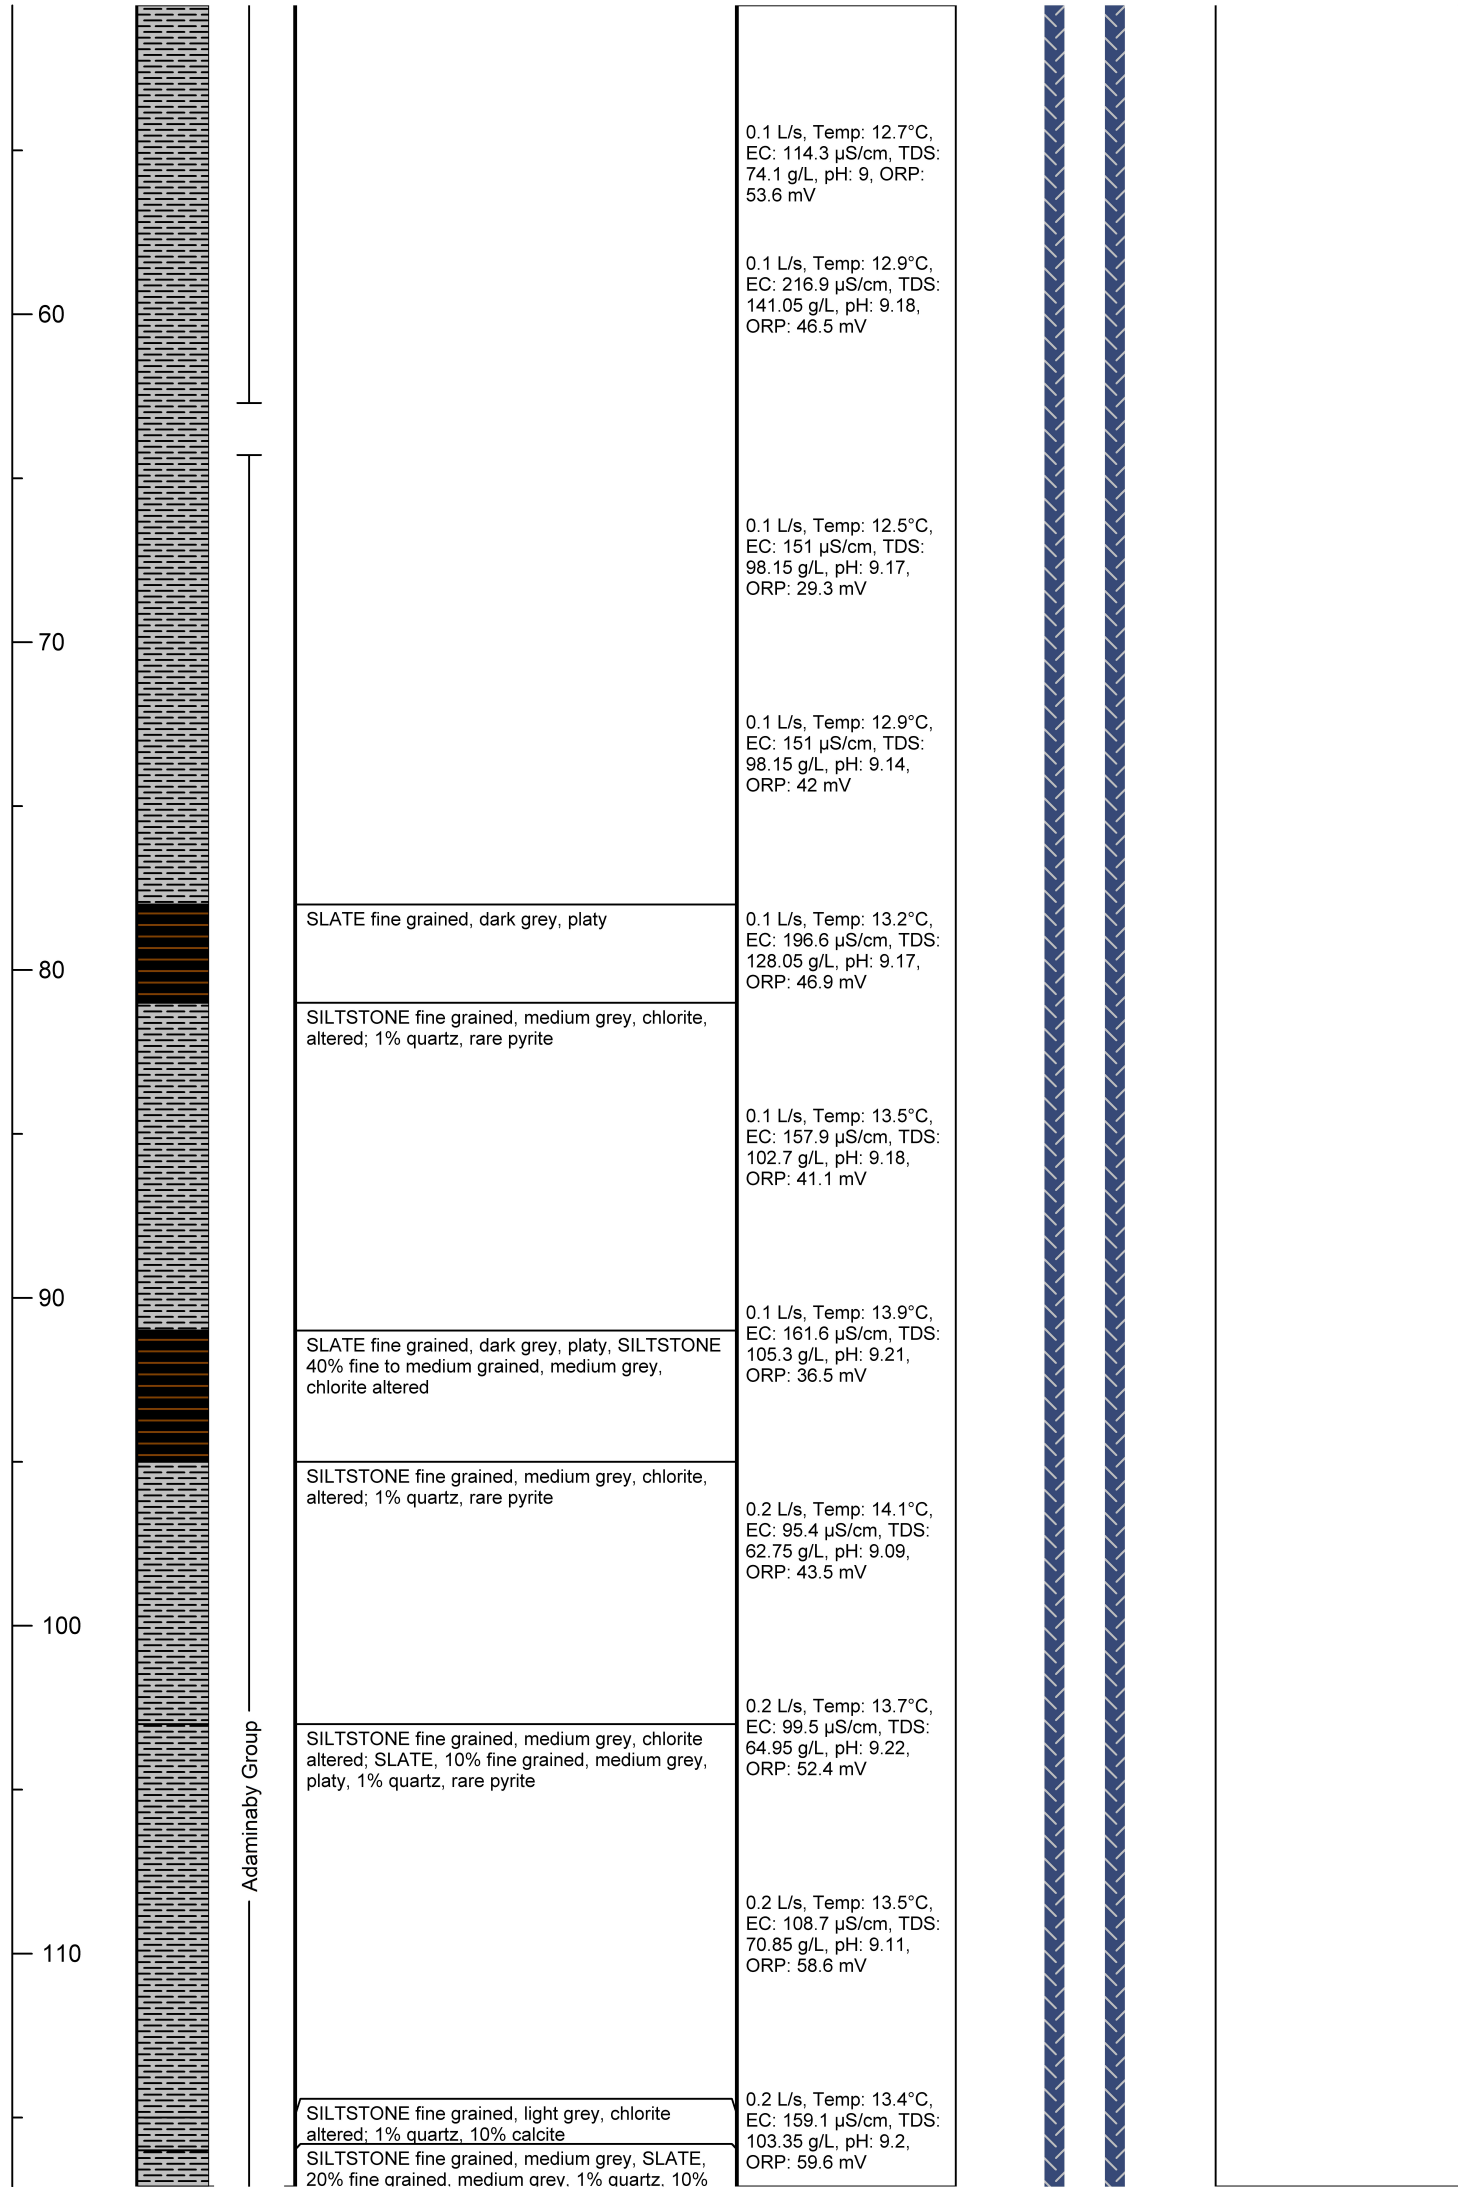 0.1 L/s, Temp: 12.7°C,
EC: 114.3 µS/cm, TDS:
74.1 g/L, pH: 9, ORP:
53.6 mV
0.1 L/s, Temp: 12.9°C,
EC: 216.9 µS/cm, TDS:
141.05 g/L, pH: 9.18,
ORP: 46.5 mV
60
0.1 L/s, Temp: 12.5°C,
EC: 151 µS/cm, TDS:
98.15 g/L, pH: 9.17,
ORP: 29.3 mV
70
0.1 L/s, Temp: 12.9°C,
EC: 151 µS/cm, TDS:
98.15 g/L, pH: 9.14,
ORP: 42 mV
SLATE fine grained, dark grey, platy
0.1 L/s, Temp: 13.2°C,
EC: 196.6 µS/cm, TDS:
128.05 g/L, pH: 9.17,
ORP: 46.9 mV
80
SILTSTONE fine grained, medium grey, chlorite,
altered; 1% quartz, rare pyrite
0.1 L/s, Temp: 13.5°C,
EC: 157.9 µS/cm, TDS:
102.7 g/L, pH: 9.18,
ORP: 41.1 mV
90
0.1 L/s, Temp: 13.9°C,
EC: 161.6 µS/cm, TDS:
105.3 g/L, pH: 9.21,
ORP: 36.5 mV
SLATE fine grained, dark grey, platy, SILTSTONE
40% fine to medium grained, medium grey,
chlorite altered
SILTSTONE fine grained, medium grey, chlorite,
altered; 1% quartz, rare pyrite
0.2 L/s, Temp: 14.1°C,
EC: 95.4 µS/cm, TDS:
62.75 g/L, pH: 9.09,
ORP: 43.5 mV
100
0.2 L/s, Temp: 13.7°C,
EC: 99.5 µS/cm, TDS:
64.95 g/L, pH: 9.22,
ORP: 52.4 mV
SILTSTONE fine grained, medium grey, chlorite
altered; SLATE, 10% fine grained, medium grey,
platy, 1% quartz, rare pyrite
Adaminaby Group
0.2 L/s, Temp: 13.5°C,
EC: 108.7 µS/cm, TDS:
70.85 g/L, pH: 9.11,
ORP: 58.6 mV
110
0.2 L/s, Temp: 13.4°C,
EC: 159.1 µS/cm, TDS:
103.35 g/L, pH: 9.2,
ORP: 59.6 mV
SILTSTONE fine grained, light grey, chlorite
altered; 1% quartz, 10% calcite
SILTSTONE fine grained, medium grey, SLATE,
20% fine grained, medium grey, 1% quartz, 10%